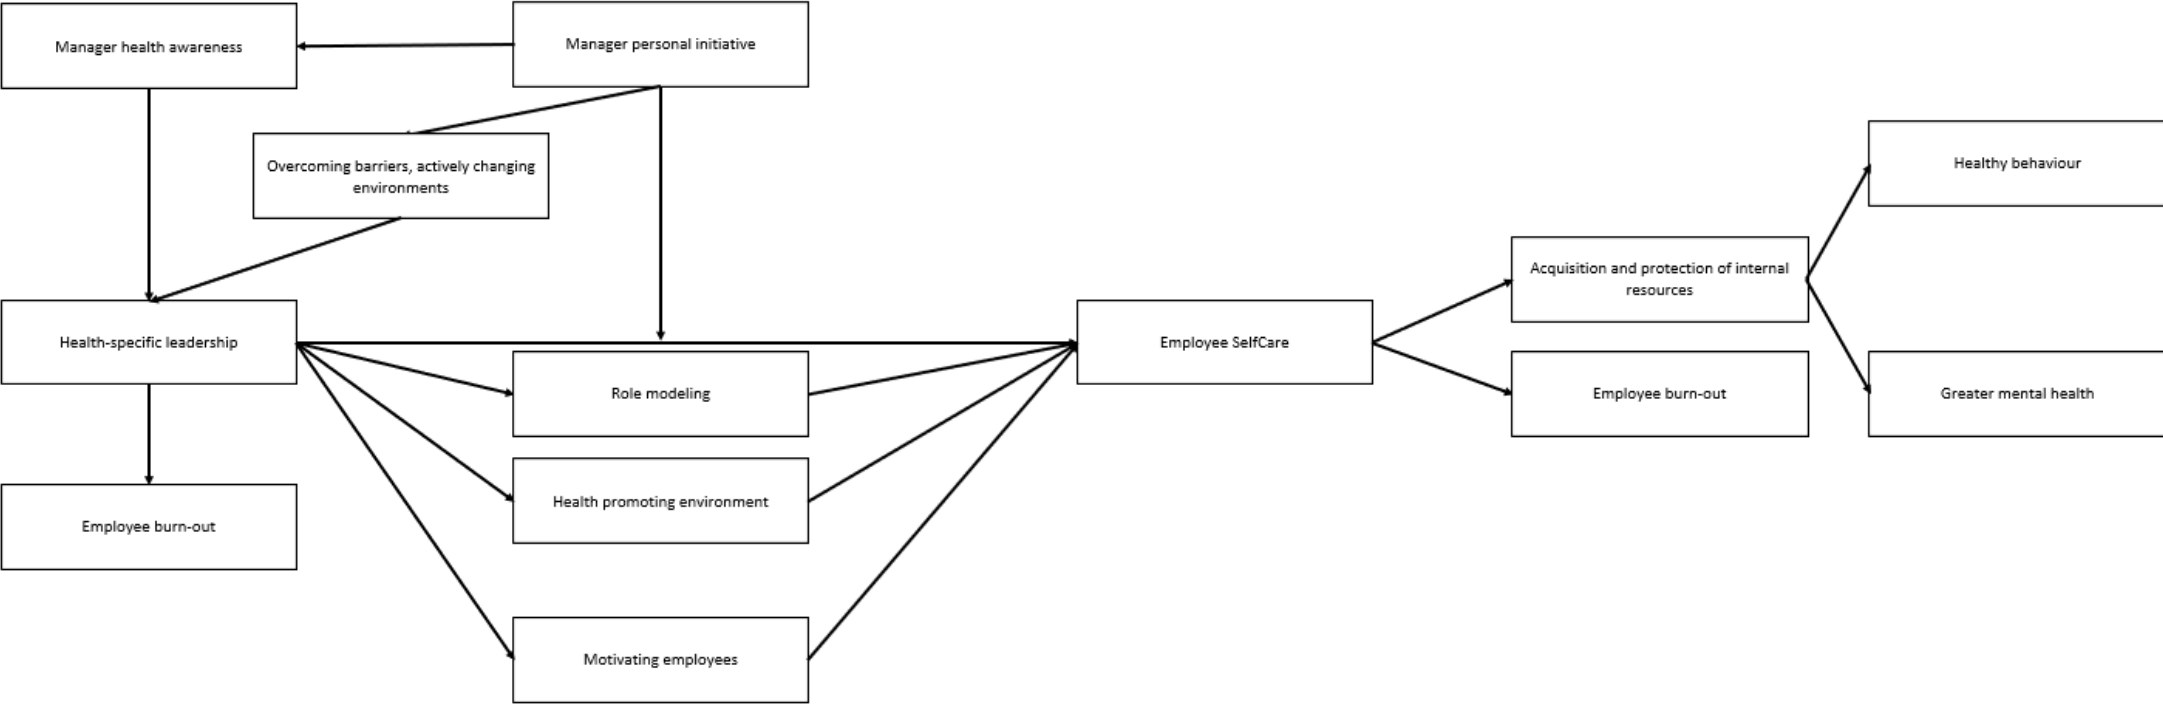 Manager health awareness
Manager personal initiative
Overcoming barriers, actively changing
environments
Healthy behaviour
Acquisition and protection of internal
resources
Health-specific leadership
Employee SelfCare
Role modeling
Employee burn-out
Greater mental health
Health promoting environment
Employee burn-out
Motivating employees